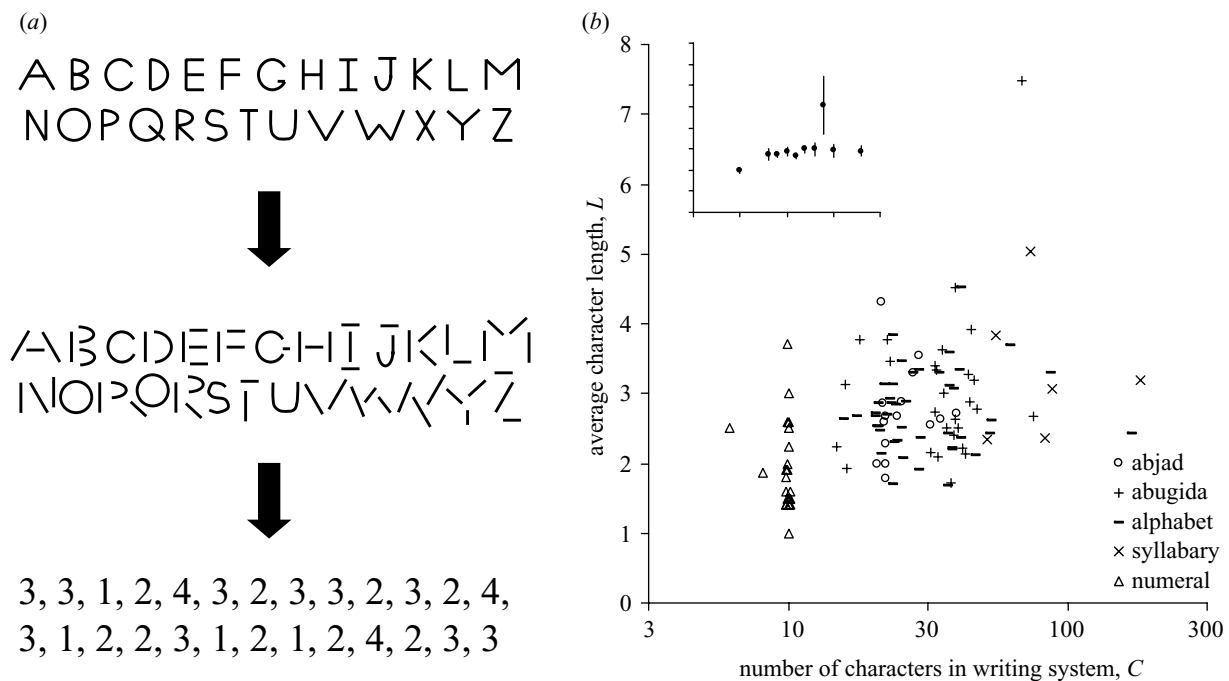 (a)
A B C D E F G H I J K L M
N O P Q R S T U V W X Y Z
A B C D E F G H I J K L M
N O P Q R S T U V W X Y Z
3, 3, 1, 2, 4, 3, 2, 3, 3, 2, 3, 2, 4,
3, 1, 2, 2, 3, 1, 2, 1, 2, 4, 2, 3, 3
(b)
8
7
6
5
4
3
2
1
0
average character length, L
abjad
abugida
alphabet
syllabary
numeral
3 10 30 100 300
number of characters in writing system, C